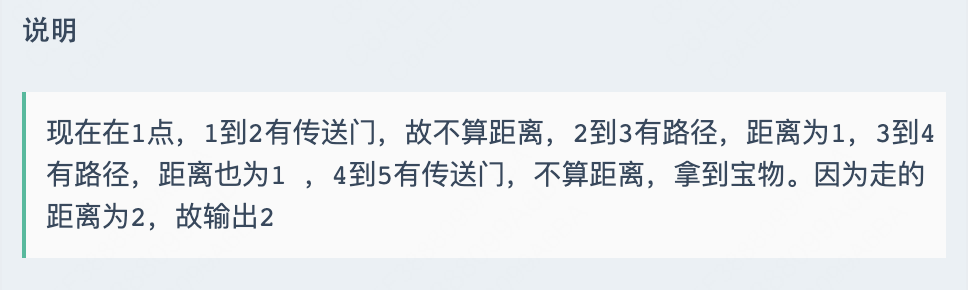 说明
现在在1点，1到2有传送门，故不算距离，2到3有路径，距离为1，3到4
有路径，距离也为1 ，4到5有传送门，不算距离，拿到宝物。因为走的
距离为2，故输出2